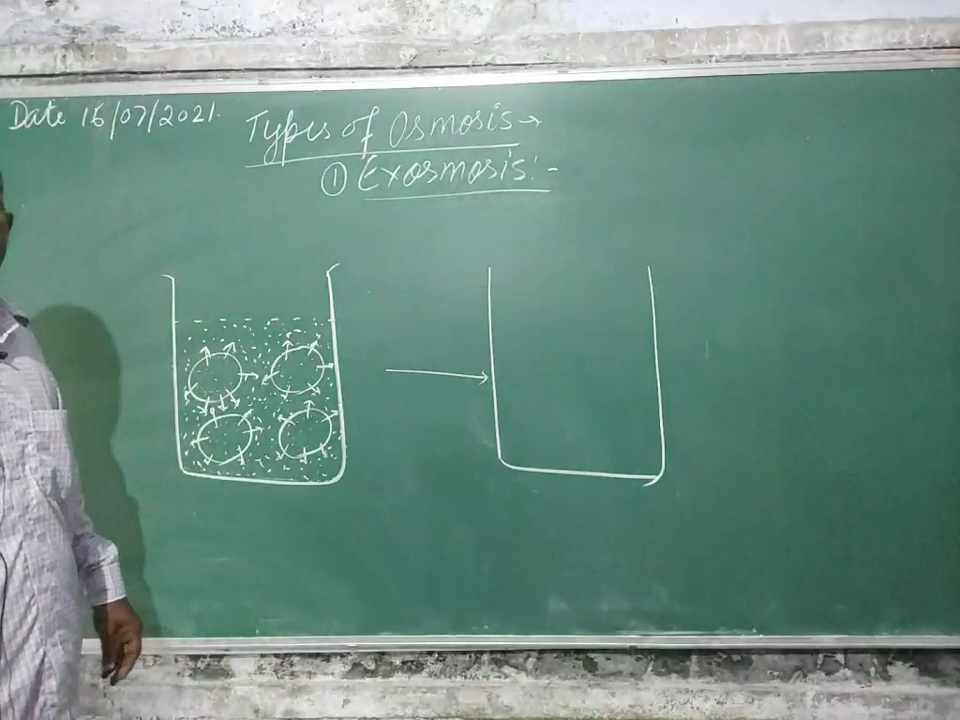 Date 16/07/2021.
Types of Osmosis→
① Exosmosis:-